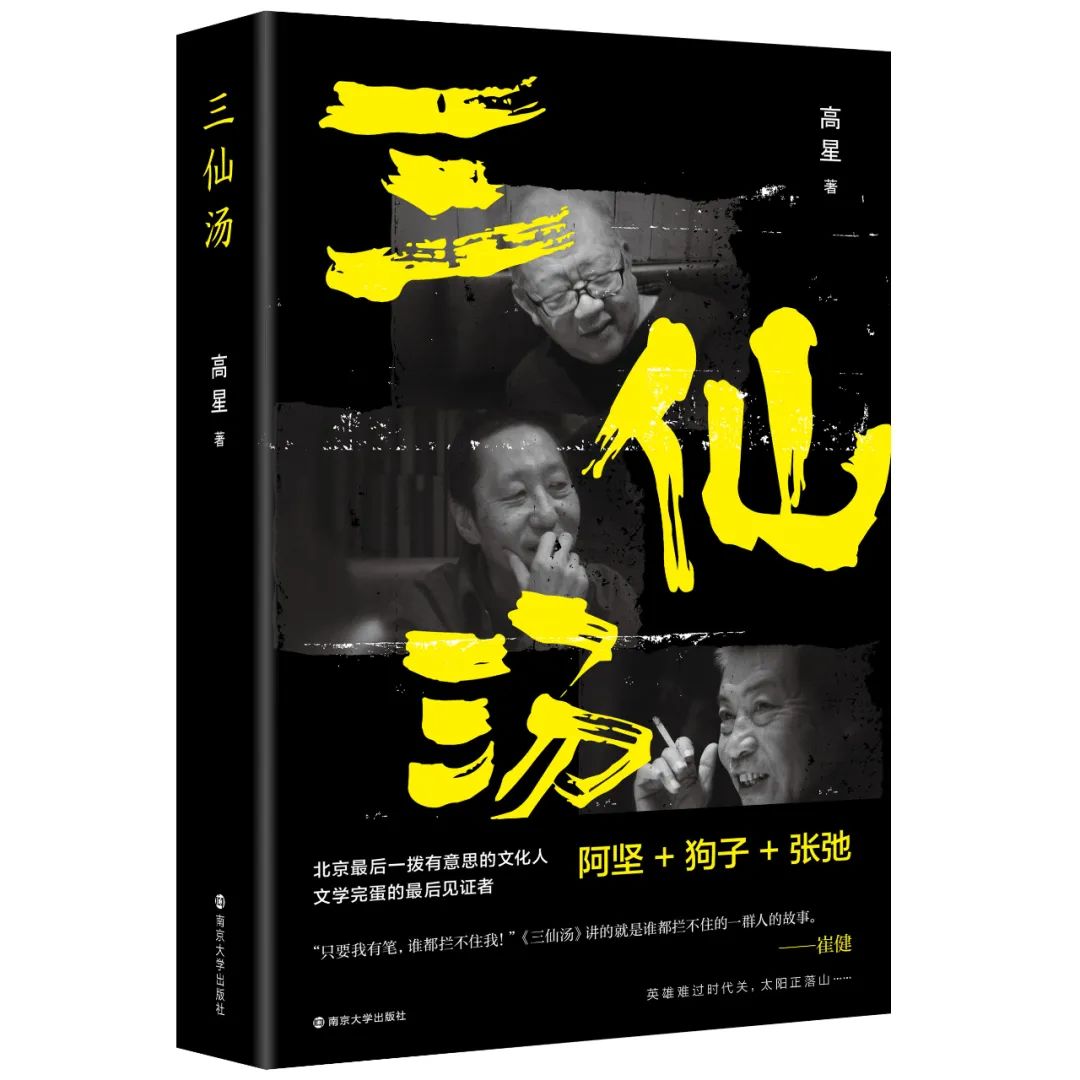 三仙汤
高星 著
南京大学出版社
三仙汤
高星 著
北京最后一拨有意思的文化人
文学完蛋的最后见证者
阿坚 + 狗子 + 张弛
“只要我有笔,谁都拦不住我!”《三仙汤》讲的就是谁都拦不住的一群人的故事。
——崔健
英雄难过时代关,太阳正落山……
南京大学出版社